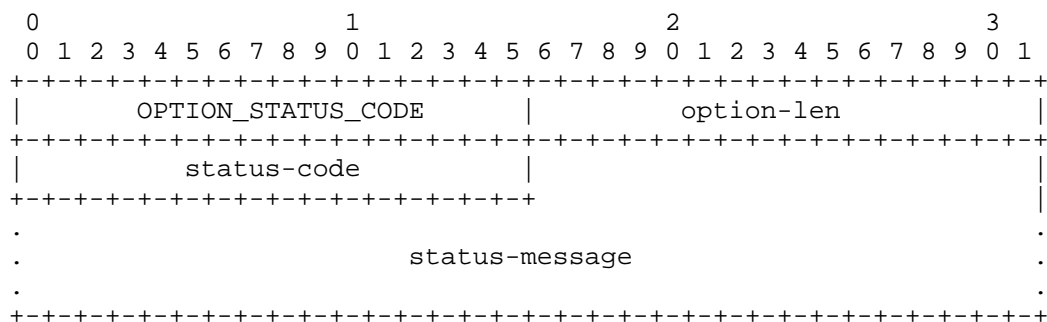 0                   1                   2                   3
 0 1 2 3 4 5 6 7 8 9 0 1 2 3 4 5 6 7 8 9 0 1 2 3 4 5 6 7 8 9 0 1
+-+-+-+-+-+-+-+-+-+-+-+-+-+-+-+-+-+-+-+-+-+-+-+-+-+-+-+-+-+-+-+-+
|       OPTION_STATUS_CODE      |         option-len            |
+-+-+-+-+-+-+-+-+-+-+-+-+-+-+-+-+-+-+-+-+-+-+-+-+-+-+-+-+-+-+-+-+
|          status-code          |                               |
+-+-+-+-+-+-+-+-+-+-+-+-+-+-+-+-+                               |
.                                                               .
.                        status-message                         .
.                                                               .
+-+-+-+-+-+-+-+-+-+-+-+-+-+-+-+-+-+-+-+-+-+-+-+-+-+-+-+-+-+-+-+-+